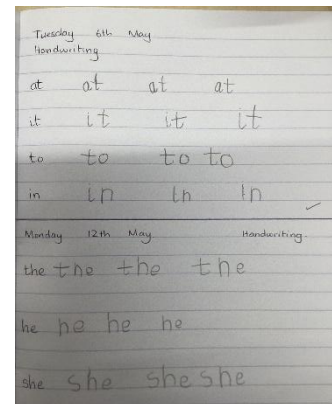 Tuesday 6th May
Handwriting
at at at at
it it it it
to to to to
in in in in
Monday 12th May Handwriting.
the the the the
he he he he
she she she she